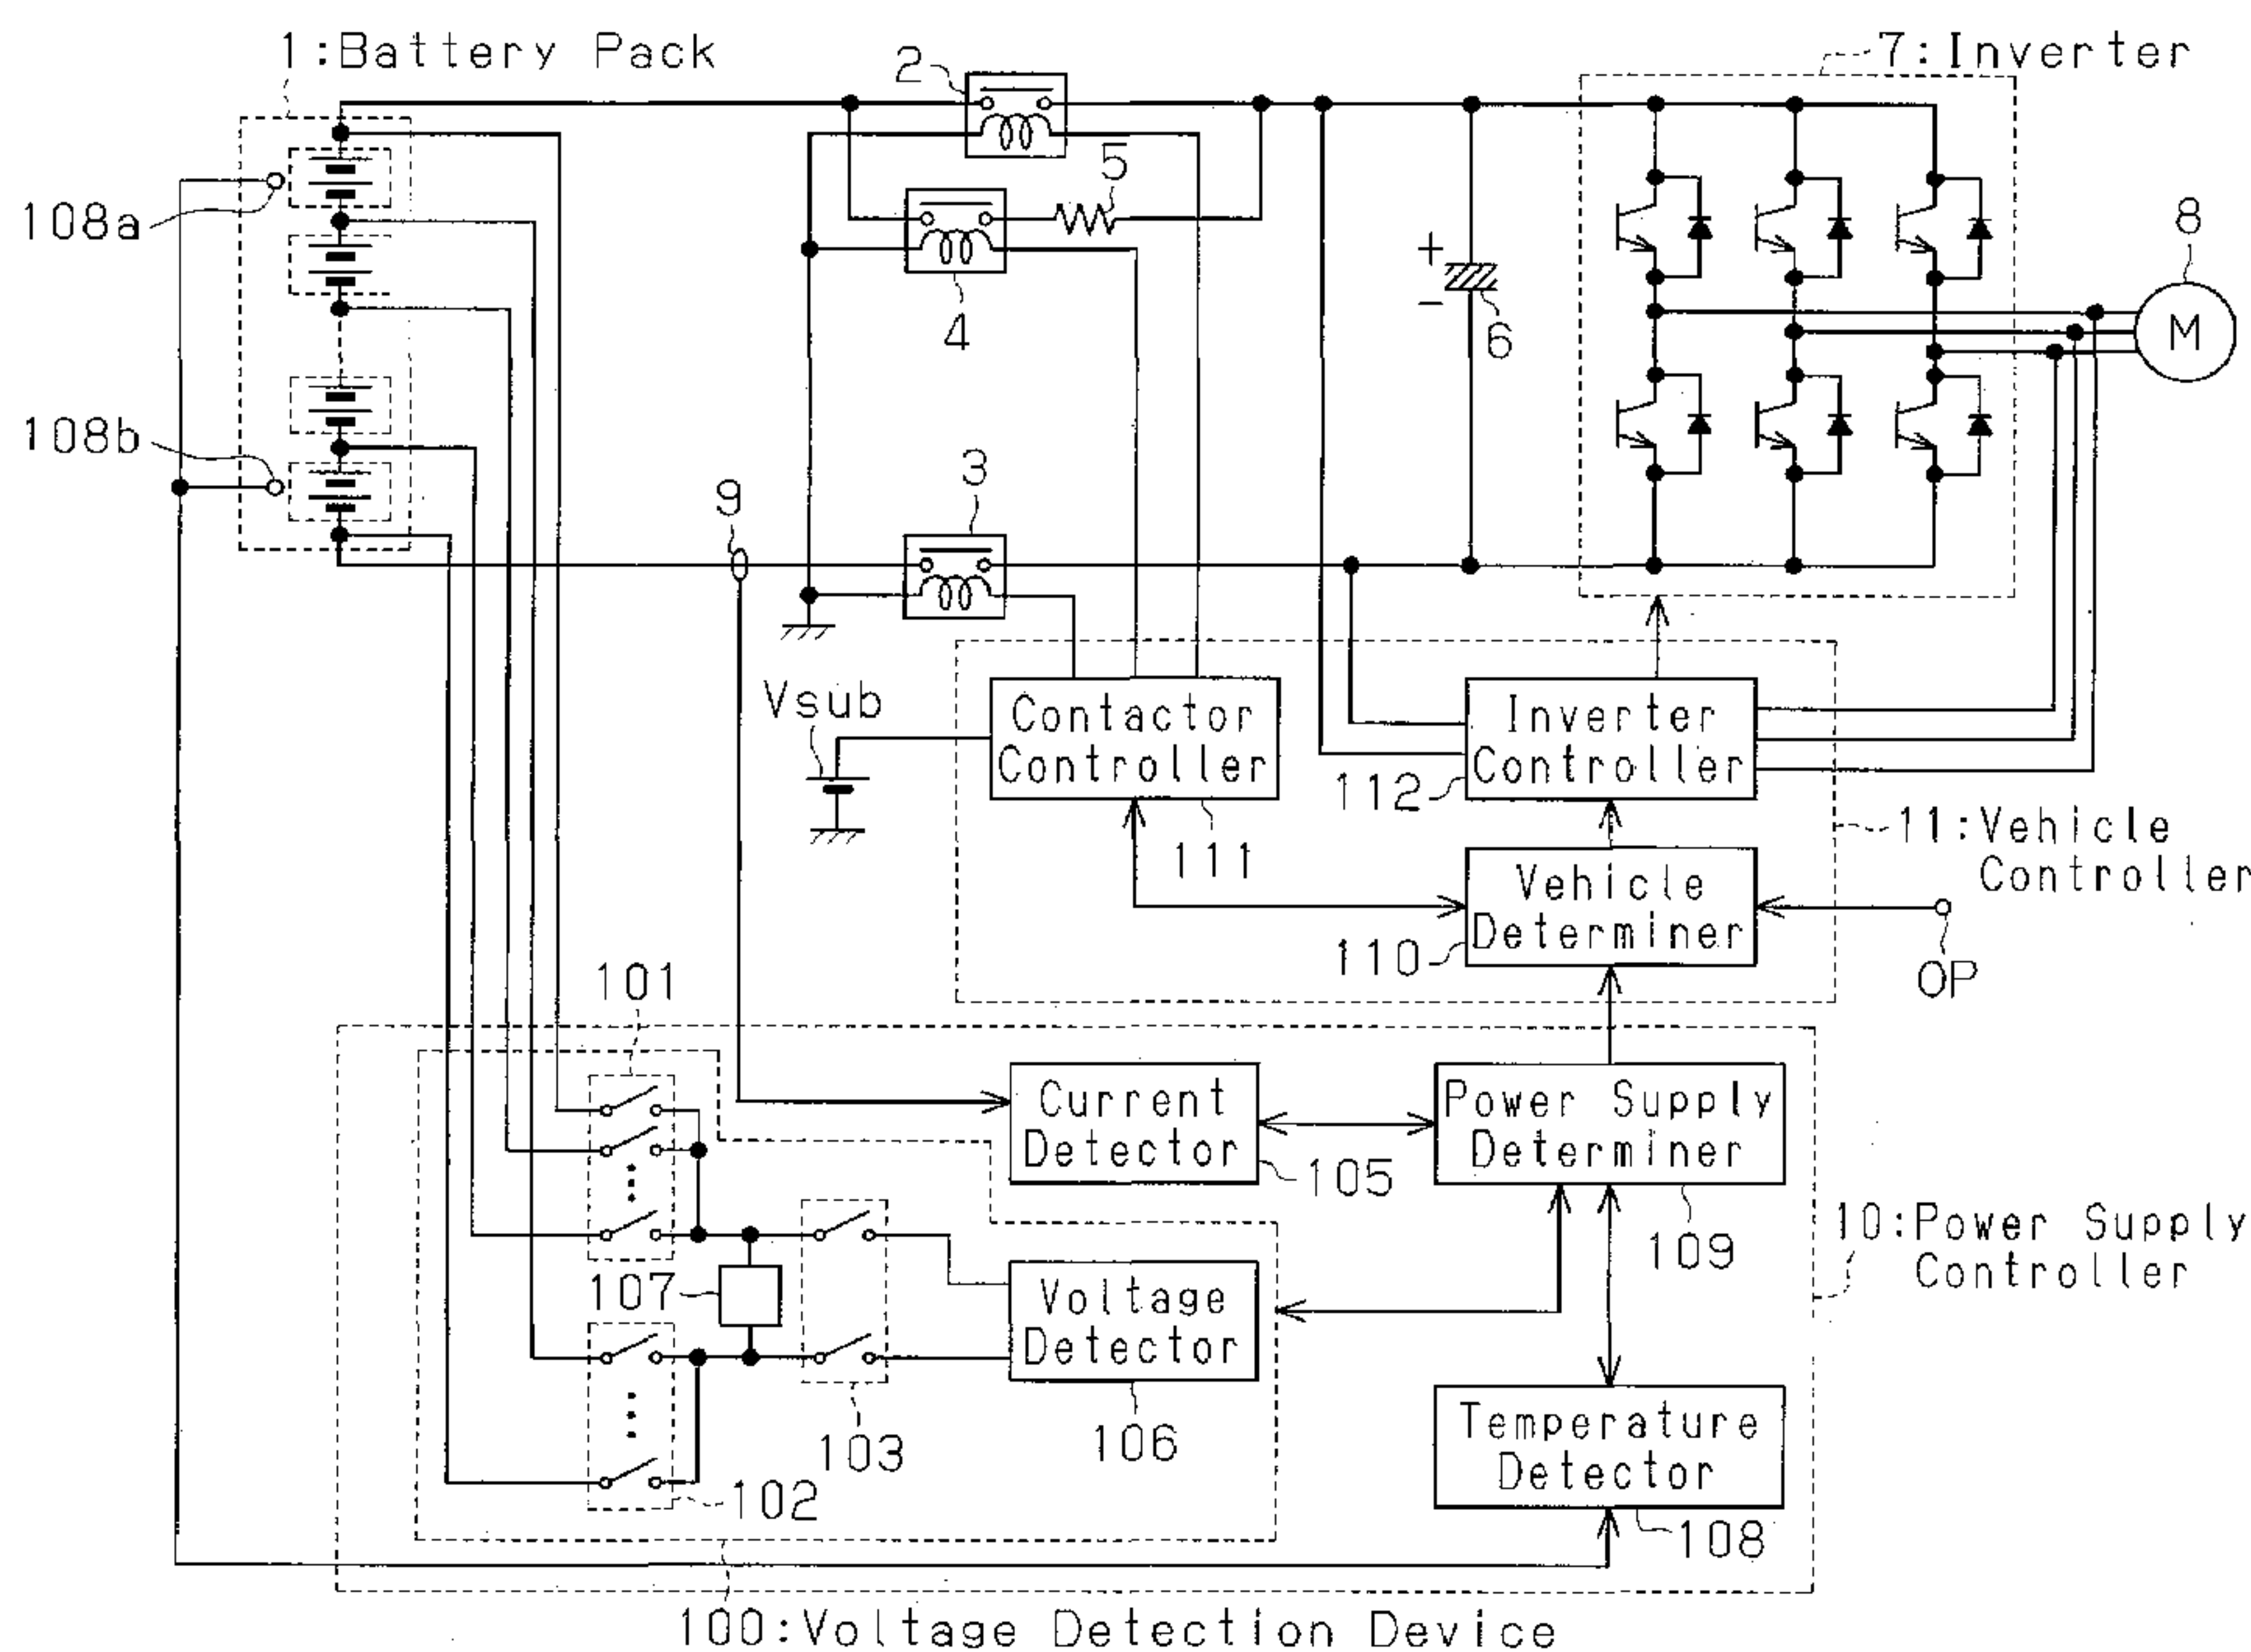 1:Battery Pack
2
7:Inverter
5
108a
8
+
-
6
4
M
108b
3
9
Vsub
Contactor
Controller
Inverter
Controller
112
11:Vehicle
Controller
111
Vehicle
Determiner
110
OP
101
Current
Detector
105
Power Supply
Determiner
109
10:Power Supply
Controller
107
Voltage
Detector
106
103
102
Temperature
Detector
108
100:Voltage Detection Device